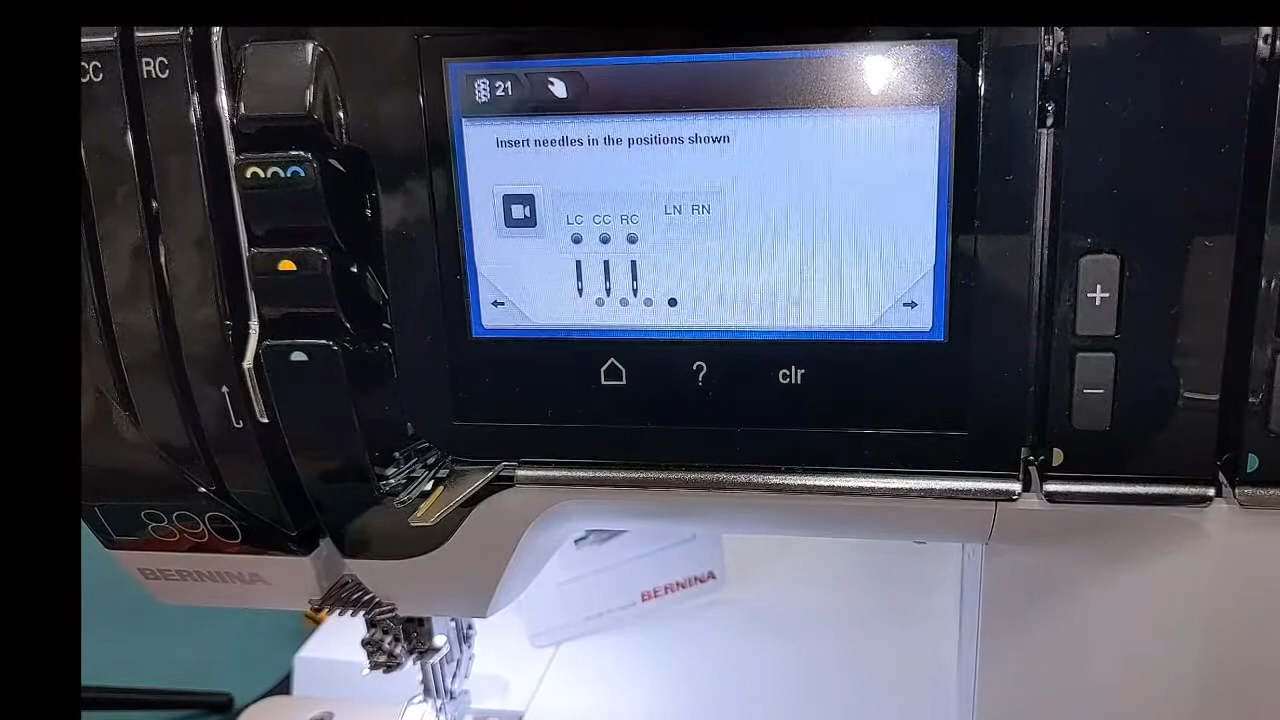 CC RC
21
Insert needles in the positions shown
LC CC RC LN RN
? clr
+
−
L 890
BERNINA
BERNINA